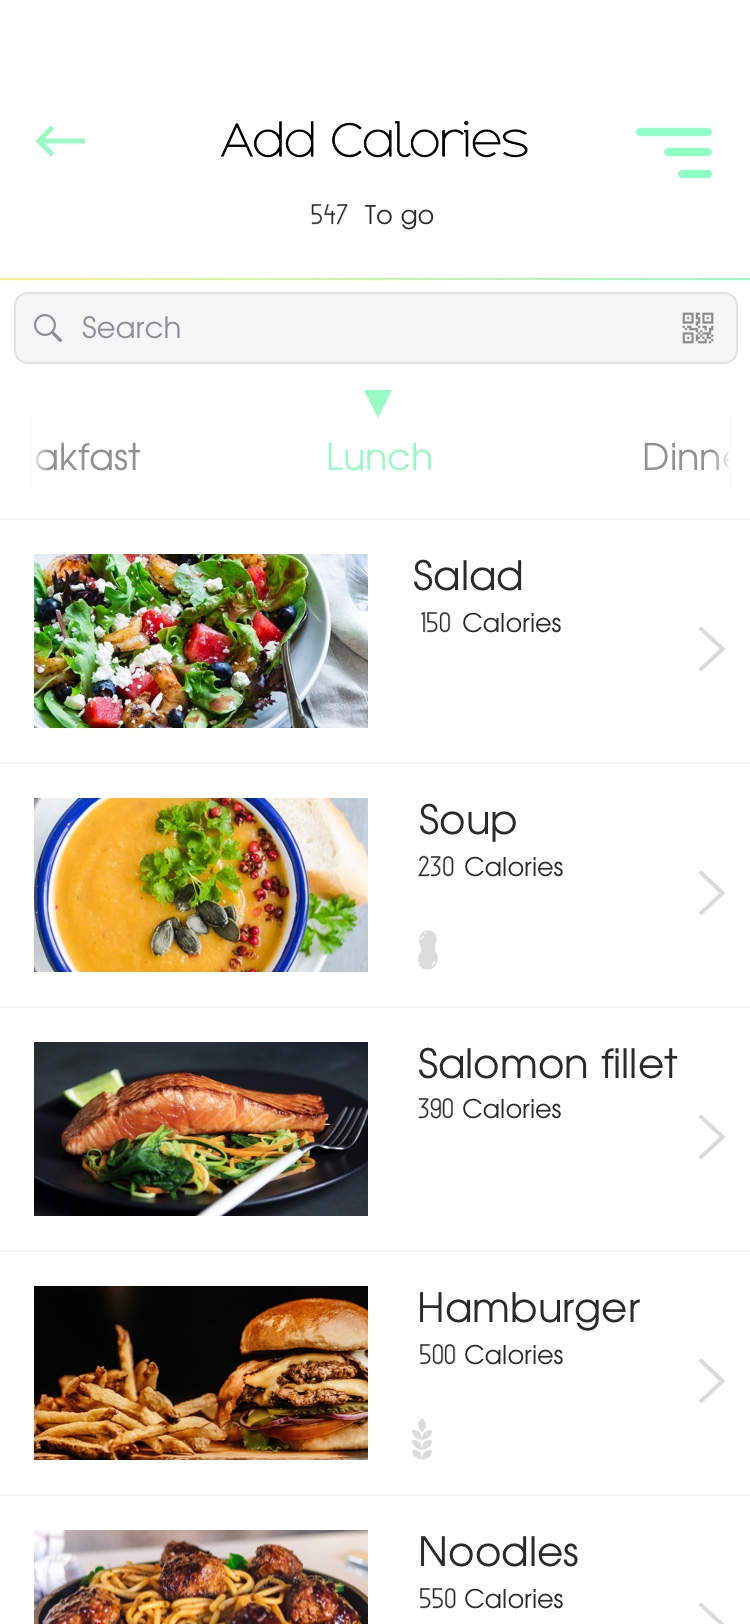 Add Calories
547 To go
Search
akfast Lunch Dinne
Salad
150 Calories
Soup
230 Calories
Salomon fillet
390 Calories
Hamburger
500 Calories
Noodles
550 Calories